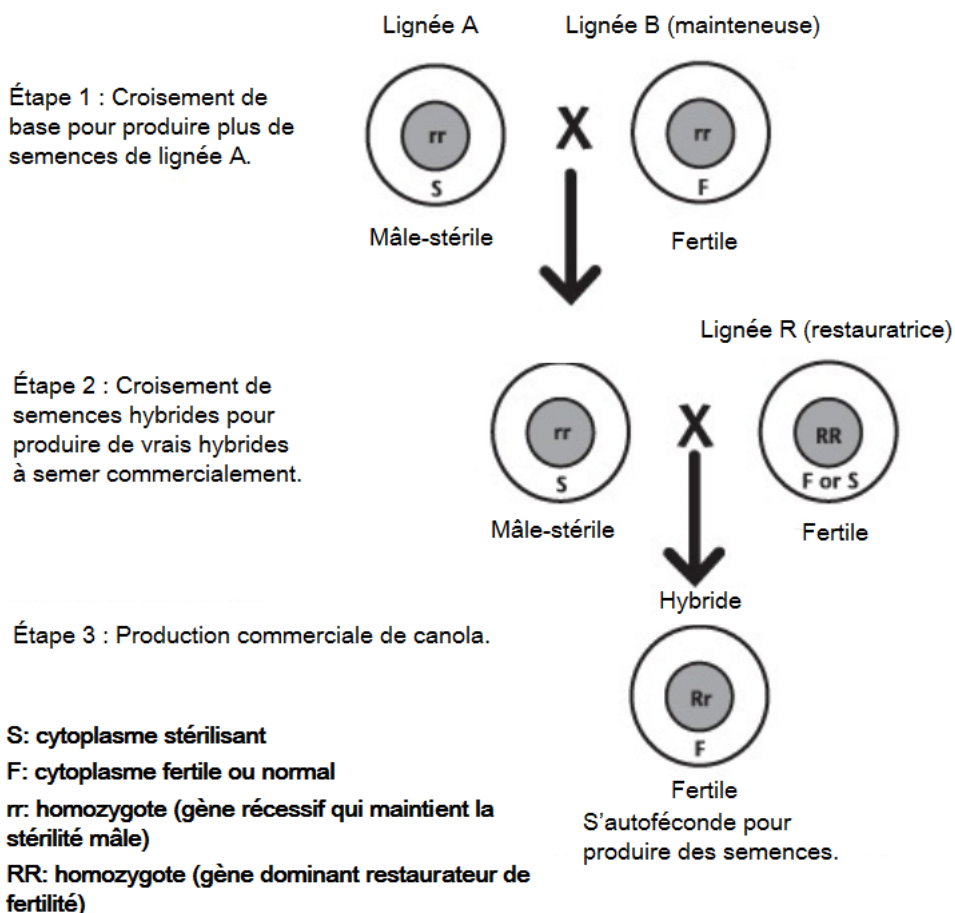 Lignée A
Lignée B (mainteneuse)
Étape 1 : Croisement de
base pour produire plus de
semences de lignée A.
rr
S
X
rr
F
Mâle-stérile
Fertile
Lignée R (restauratrice)
Étape 2 : Croisement de
semences hybrides pour
produire de vrais hybrides
à semer commercialement.
rr
S
X
RR
F or S
Mâle-stérile
Fertile
Hybride
Étape 3 : Production commerciale de canola.
Rr
F
Fertile
S'autoféconde pour
produire des semences.
S: cytoplasme stérilisant
F: cytoplasme fertile ou normal
rr: homozygote (gène récessif qui maintient la
stérilité mâle)
RR: homozygote (gène dominant restaurateur de
fertilité)